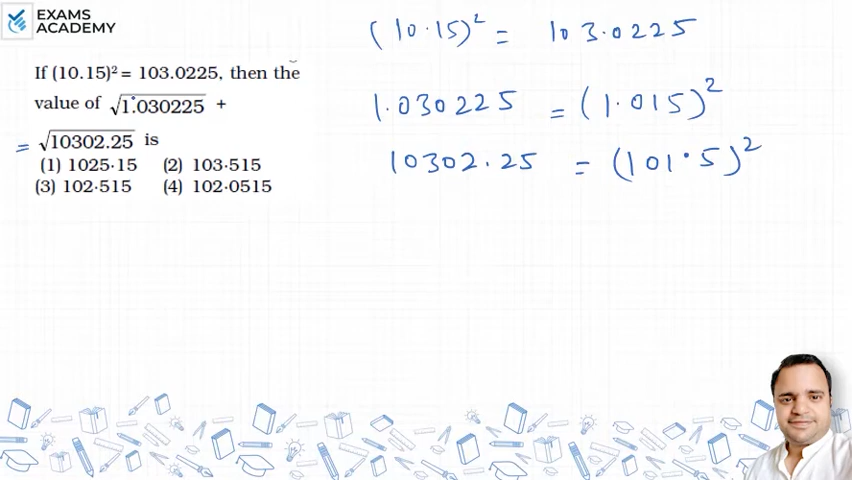 EXAMS
ACADEMY
If (10.15)² = 103.0225, then the
value of √1.030225 +
= √10302.25 is
(1) 1025·15 (2) 103·515
(3) 102·515 (4) 102·0515
(10.15)² = 103.0225
1.030225 = (1.015)²
10302.25 = (101.5)²